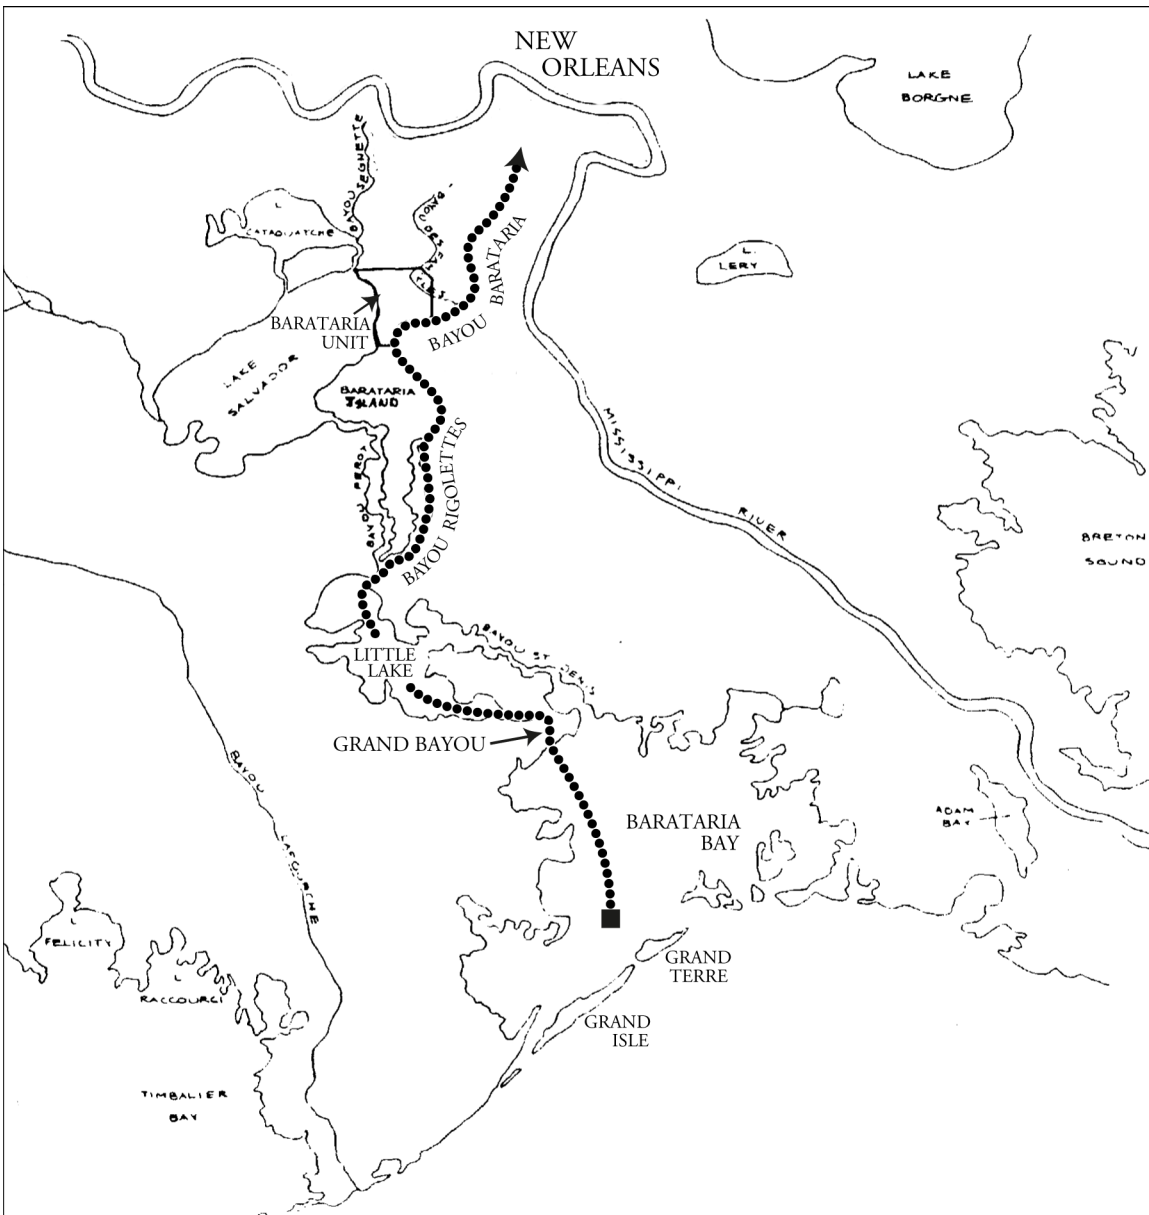 NEW
ORLEANS
LAKE
BORGNE
BAYOU SEGNETTE
L
CATAOUATCHE
BAYOU
BAYOU BARATARIA
L.
LERY
BARATARIA
UNIT
LAKE
SALVADOR
BARATARIA
ISLAND
MISSISSIPPI RIVER
BAYOU PEROT
BAYOU RIGOLETTES
BRETON
SOUND
BAYOU ST. DENIS
LITTLE
LAKE
GRAND BAYOU
BAYOU LAFOURCHE
BARATARIA
BAY
ADAM
BAY
L
FELICITY
L
RACCOURCI
GRAND
TERRE
GRAND
ISLE
TIMBALIER
BAY